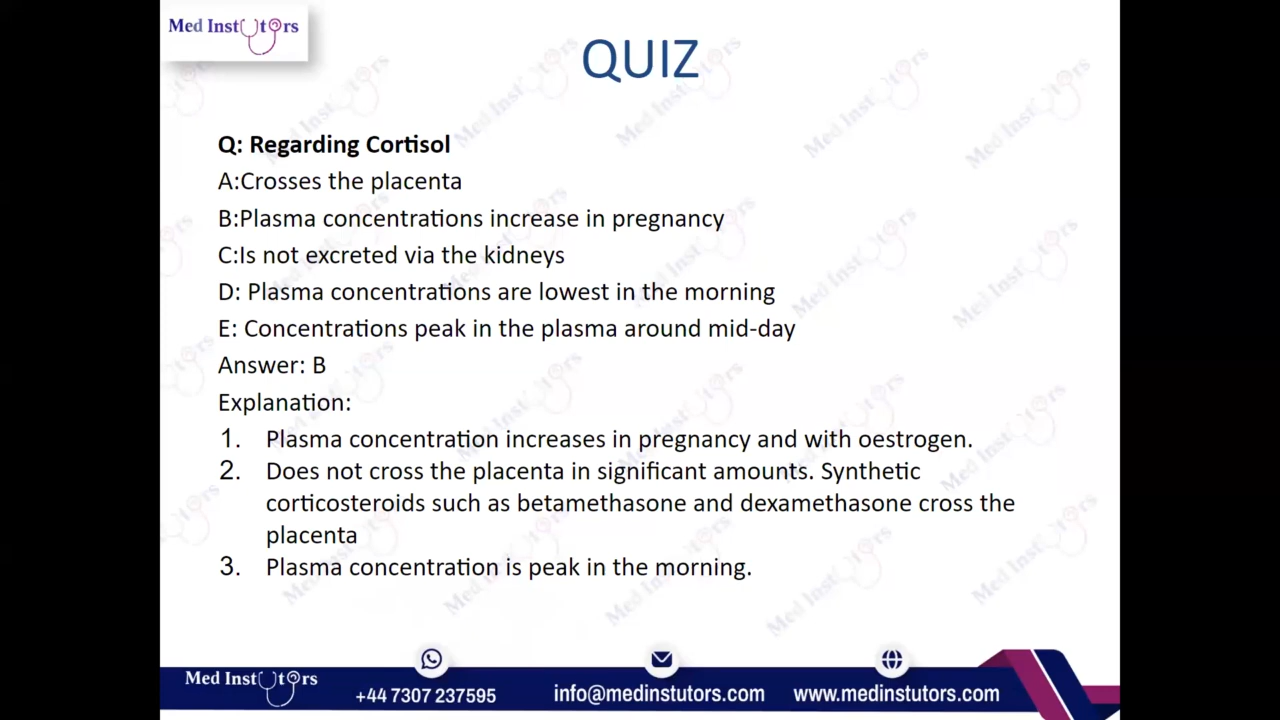 Med Instutors
QUIZ
Q: Regarding Cortisol
A:Crosses the placenta
B:Plasma concentrations increase in pregnancy
C:Is not excreted via the kidneys
D: Plasma concentrations are lowest in the morning
E: Concentrations peak in the plasma around mid-day
Answer: B
Explanation:
1. Plasma concentration increases in pregnancy and with oestrogen.
2. Does not cross the placenta in significant amounts. Synthetic
corticosteroids such as betamethasone and dexamethasone cross the
placenta
3. Plasma concentration is peak in the morning.
Med Instutors
+44 7307 237595
info@medinstutors.com
www.medinstutors.com